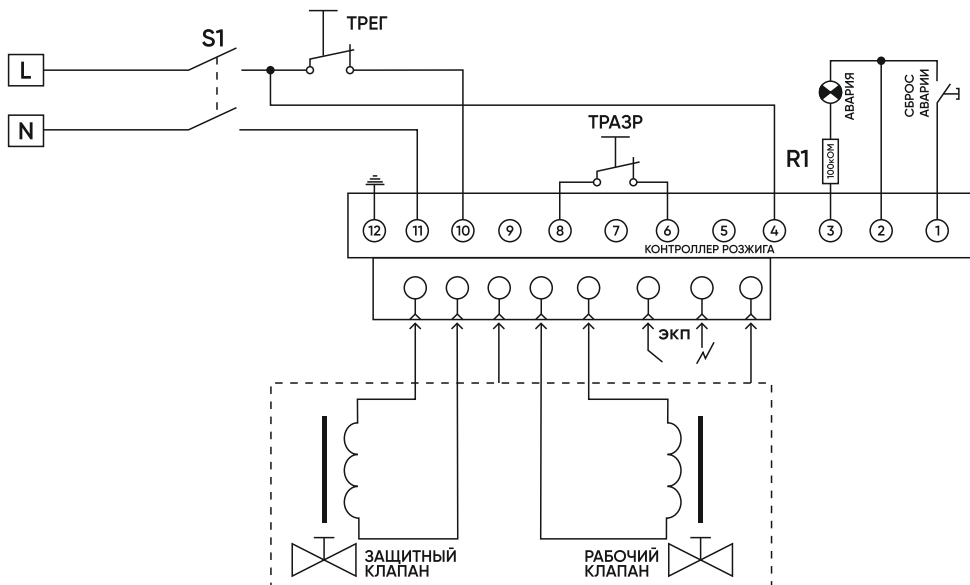 S1
ТРЕГ
L
N
ТРАЗР
АВАРИЯ
СБРОС
АВАРИИ
R1
100кОМ
12 11 10 9 8 7 6 5 4 3 2 1
КОНТРОЛЛЕР РОЗЖИГА
ЭКП
ЗАЩИТНЫЙ
КЛАПАН
РАБОЧИЙ
КЛАПАН